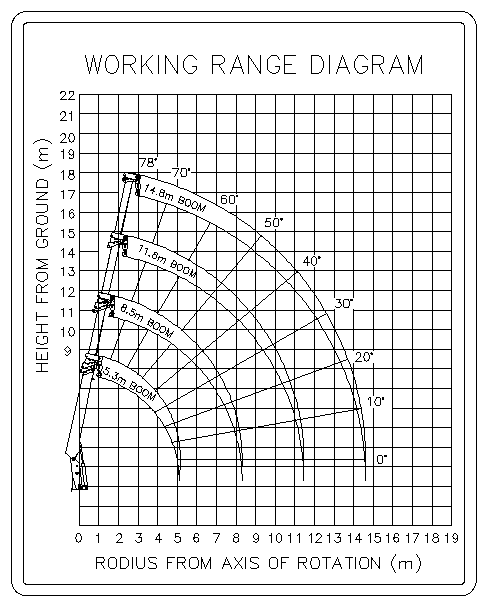 WORKING RANGE DIAGRAM
22
21
20
19
18
17
16
15
14
13
12
11
10
9
HEIGHT FROM GROUND (m)
78°
70°
60°
50°
40°
30°
20°
10°
0°
14.8m BOOM
11.8m BOOM
8.5m BOOM
5.3m BOOM
0 1 2 3 4 5 6 7 8 9 10 11 12 13 14 15 16 17 18 19
RODIUS FROM AXIS OF ROTATION (m)